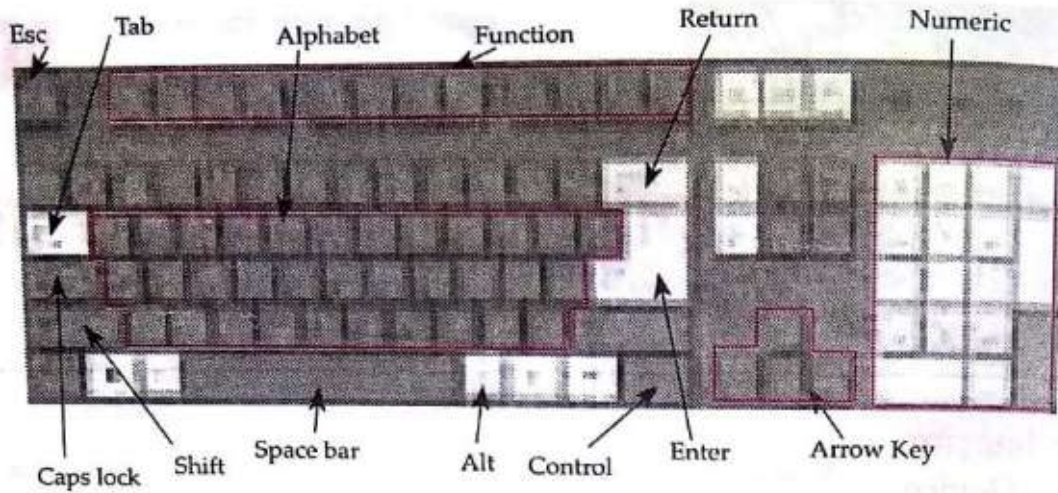 Esc
Tab
Alphabet
Function
Return
Numeric
Caps lock
Shift
Space bar
Alt
Control
Enter
Arrow Key